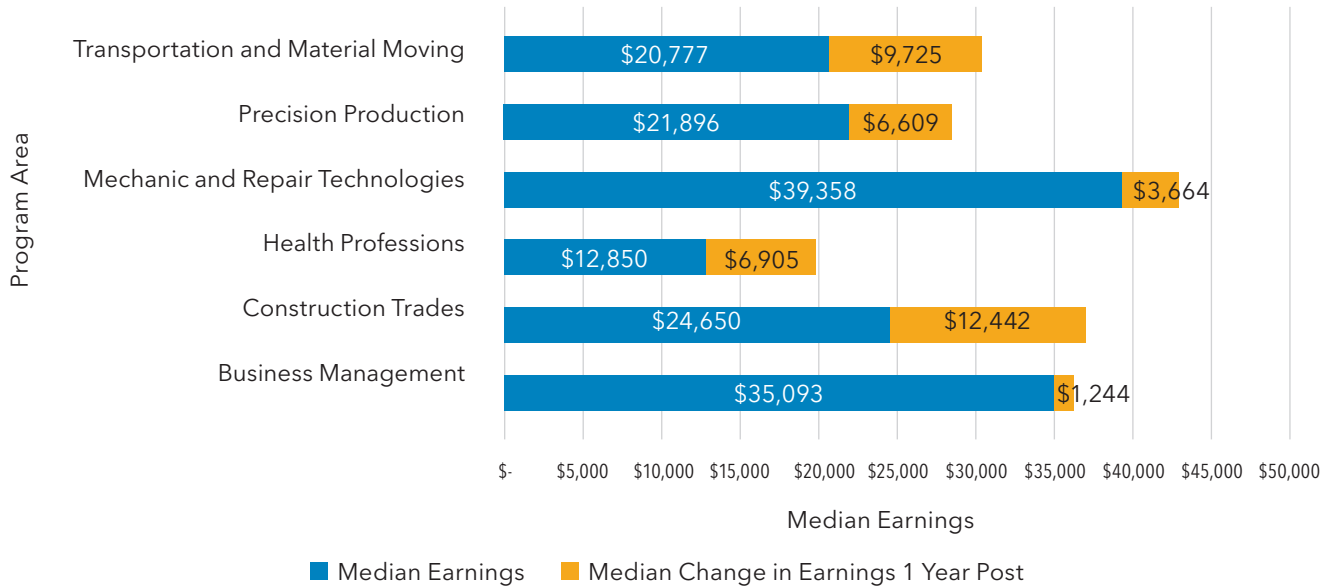 Program Area
Transportation and Material Moving
$20,777
$9,725
Precision Production
$21,896
$6,609
Mechanic and Repair Technologies
$39,358
$3,664
Health Professions
$12,850
$6,905
Construction Trades
$24,650
$12,442
Business Management
$35,093
$1,244
$- $5,000 $10,000 $15,000 $20,000 $25,000 $30,000 $35,000 $40,000 $45,000 $50,000
Median Earnings
Median Earnings Median Change in Earnings 1 Year Post